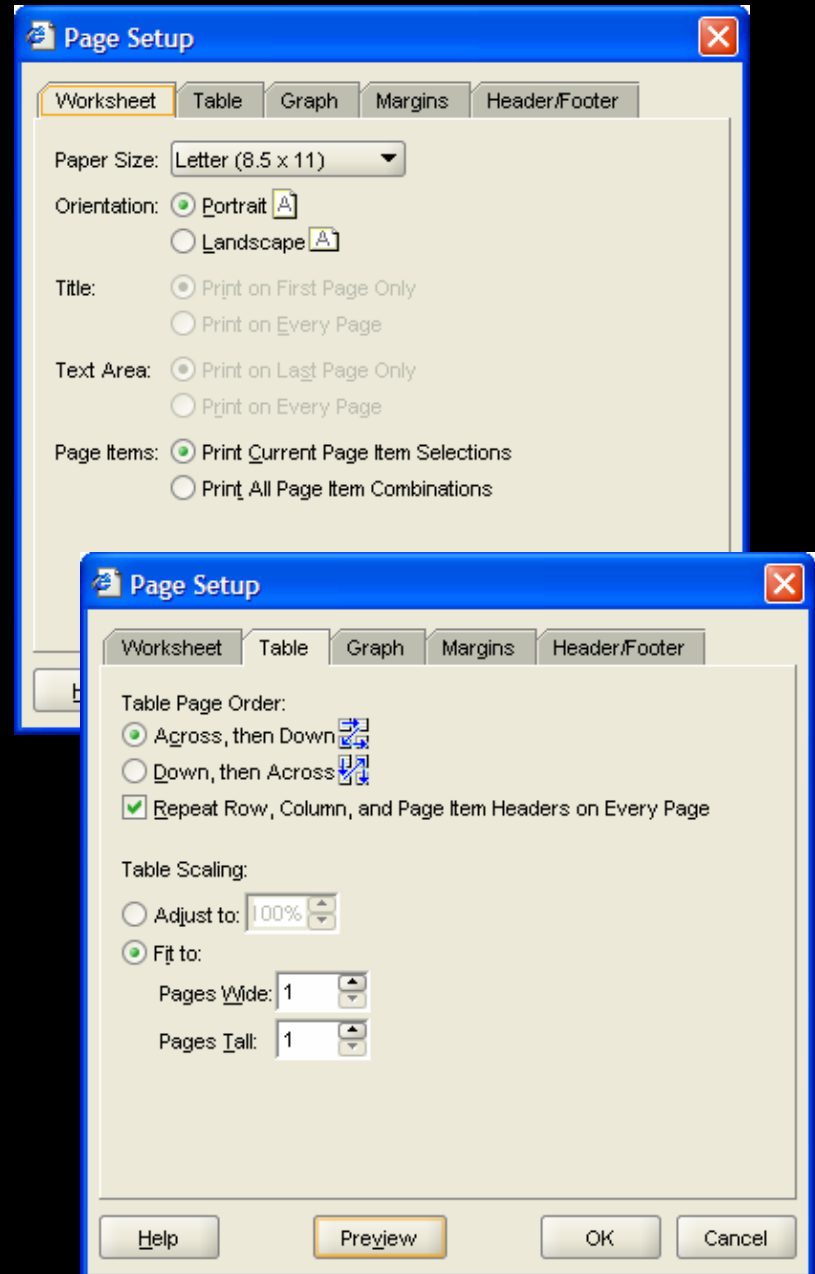 Page Setup
Worksheet Table Graph Margins Header/Footer
Paper Size: Letter (8.5 x 11)
Orientation: Portrait A
Landscape A
Title: Print on First Page Only
Print on Every Page
Text Area: Print on Last Page Only
Print on Every Page
Page Items: Print Current Page Item Selections
Print All Page Item Combinations
Page Setup
Worksheet Table Graph Margins Header/Footer
Table Page Order:
Across, then Down
Down, then Across
Repeat Row, Column, and Page Item Headers on Every Page
Table Scaling:
Adjust to: 100%
Fit to:
Pages Wide: 1
Pages Tall: 1
Help Preview OK Cancel